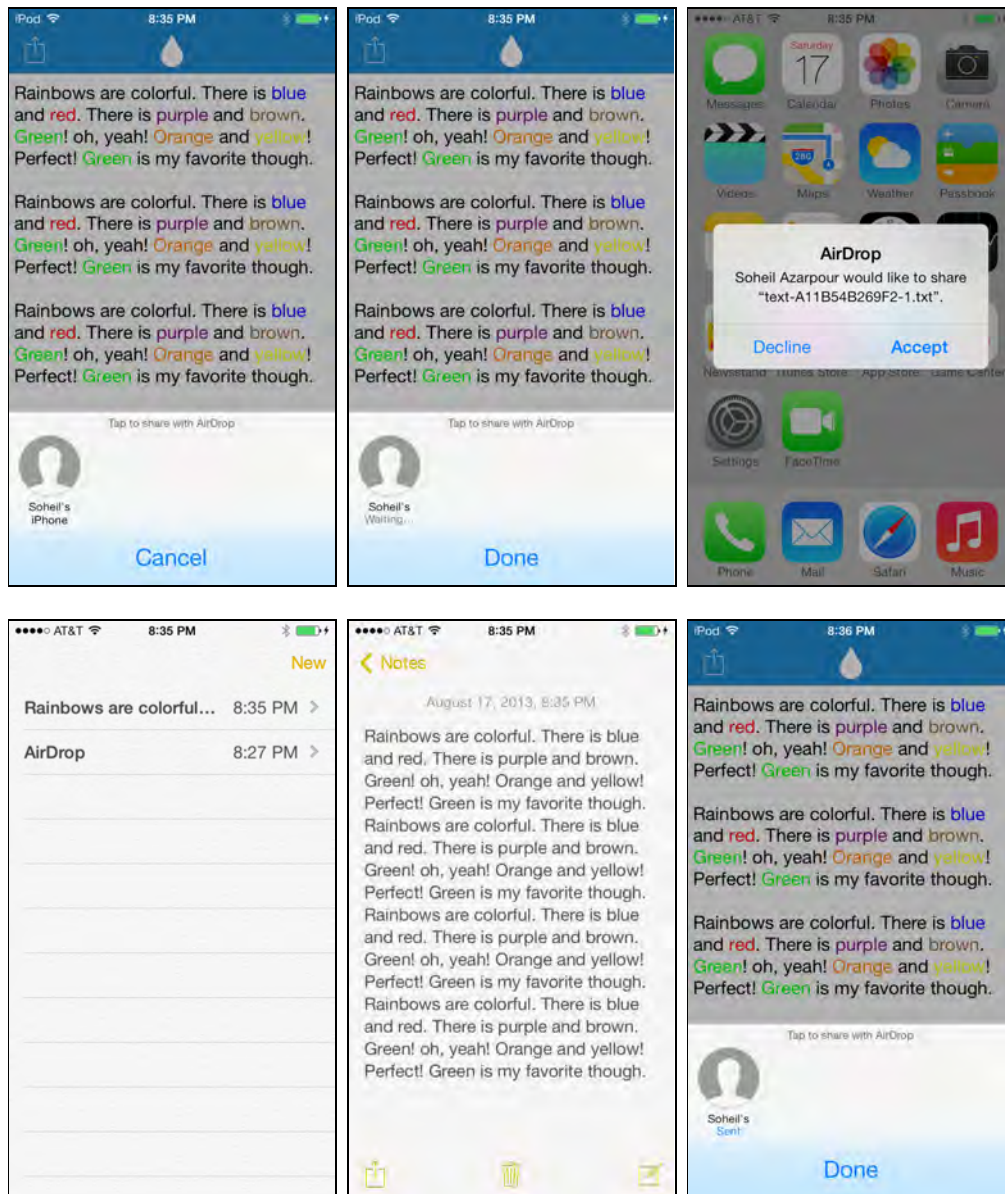 iPod 8:35 PM
Rainbows are colorful. There is blue
and red. There is purple and brown.
Green! oh, yeah! Orange and yellow!
Perfect! Green is my favorite though.
Rainbows are colorful. There is blue
and red. There is purple and brown.
Green! oh, yeah! Orange and yellow!
Perfect! Green is my favorite though.
Rainbows are colorful. There is blue
and red. There is purple and brown.
Green! oh, yeah! Orange and yellow!
Perfect! Green is my favorite though.
Tap to share with AirDrop
Soheil's
iPhone
Cancel
iPod 8:35 PM
Rainbows are colorful. There is blue
and red. There is purple and brown.
Green! oh, yeah! Orange and yellow!
Perfect! Green is my favorite though.
Rainbows are colorful. There is blue
and red. There is purple and brown.
Green! oh, yeah! Orange and yellow!
Perfect! Green is my favorite though.
Rainbows are colorful. There is blue
and red. There is purple and brown.
Green! oh, yeah! Orange and yellow!
Perfect! Green is my favorite though.
Tap to share with AirDrop
Soheil's
Waiting...
Done
AT&T 8:35 PM
Saturday
17
Messages Calendar Photos Camera
280
Videos Maps Weather Passbook
AirDrop
Soheil Azarpour would like to share
“text-A11B54B269F2-1.txt”.
Decline Accept
Newsstand iTunes Store App Store Game Center
Settings FaceTime
Phone Mail Safari Music
AT&T 8:35 PM
New
Rainbows are colorful... 8:35 PM
AirDrop 8:27 PM
AT&T 8:35 PM
Notes
August 17, 2013, 8:35 PM
Rainbows are colorful. There is blue
and red. There is purple and brown.
Green! oh, yeah! Orange and yellow!
Perfect! Green is my favorite though.
Rainbows are colorful. There is blue
and red. There is purple and brown.
Green! oh, yeah! Orange and yellow!
Perfect! Green is my favorite though.
Rainbows are colorful. There is blue
and red. There is purple and brown.
Green! oh, yeah! Orange and yellow!
Perfect! Green is my favorite though.
Rainbows are colorful. There is blue
and red. There is purple and brown.
Green! oh, yeah! Orange and yellow!
Perfect! Green is my favorite though.
iPod 8:36 PM
Rainbows are colorful. There is blue
and red. There is purple and brown.
Green! oh, yeah! Orange and yellow!
Perfect! Green is my favorite though.
Rainbows are colorful. There is blue
and red. There is purple and brown.
Green! oh, yeah! Orange and yellow!
Perfect! Green is my favorite though.
Rainbows are colorful. There is blue
and red. There is purple and brown.
Green! oh, yeah! Orange and yellow!
Perfect! Green is my favorite though.
Tap to share with AirDrop
Soheil's
Sent
Done